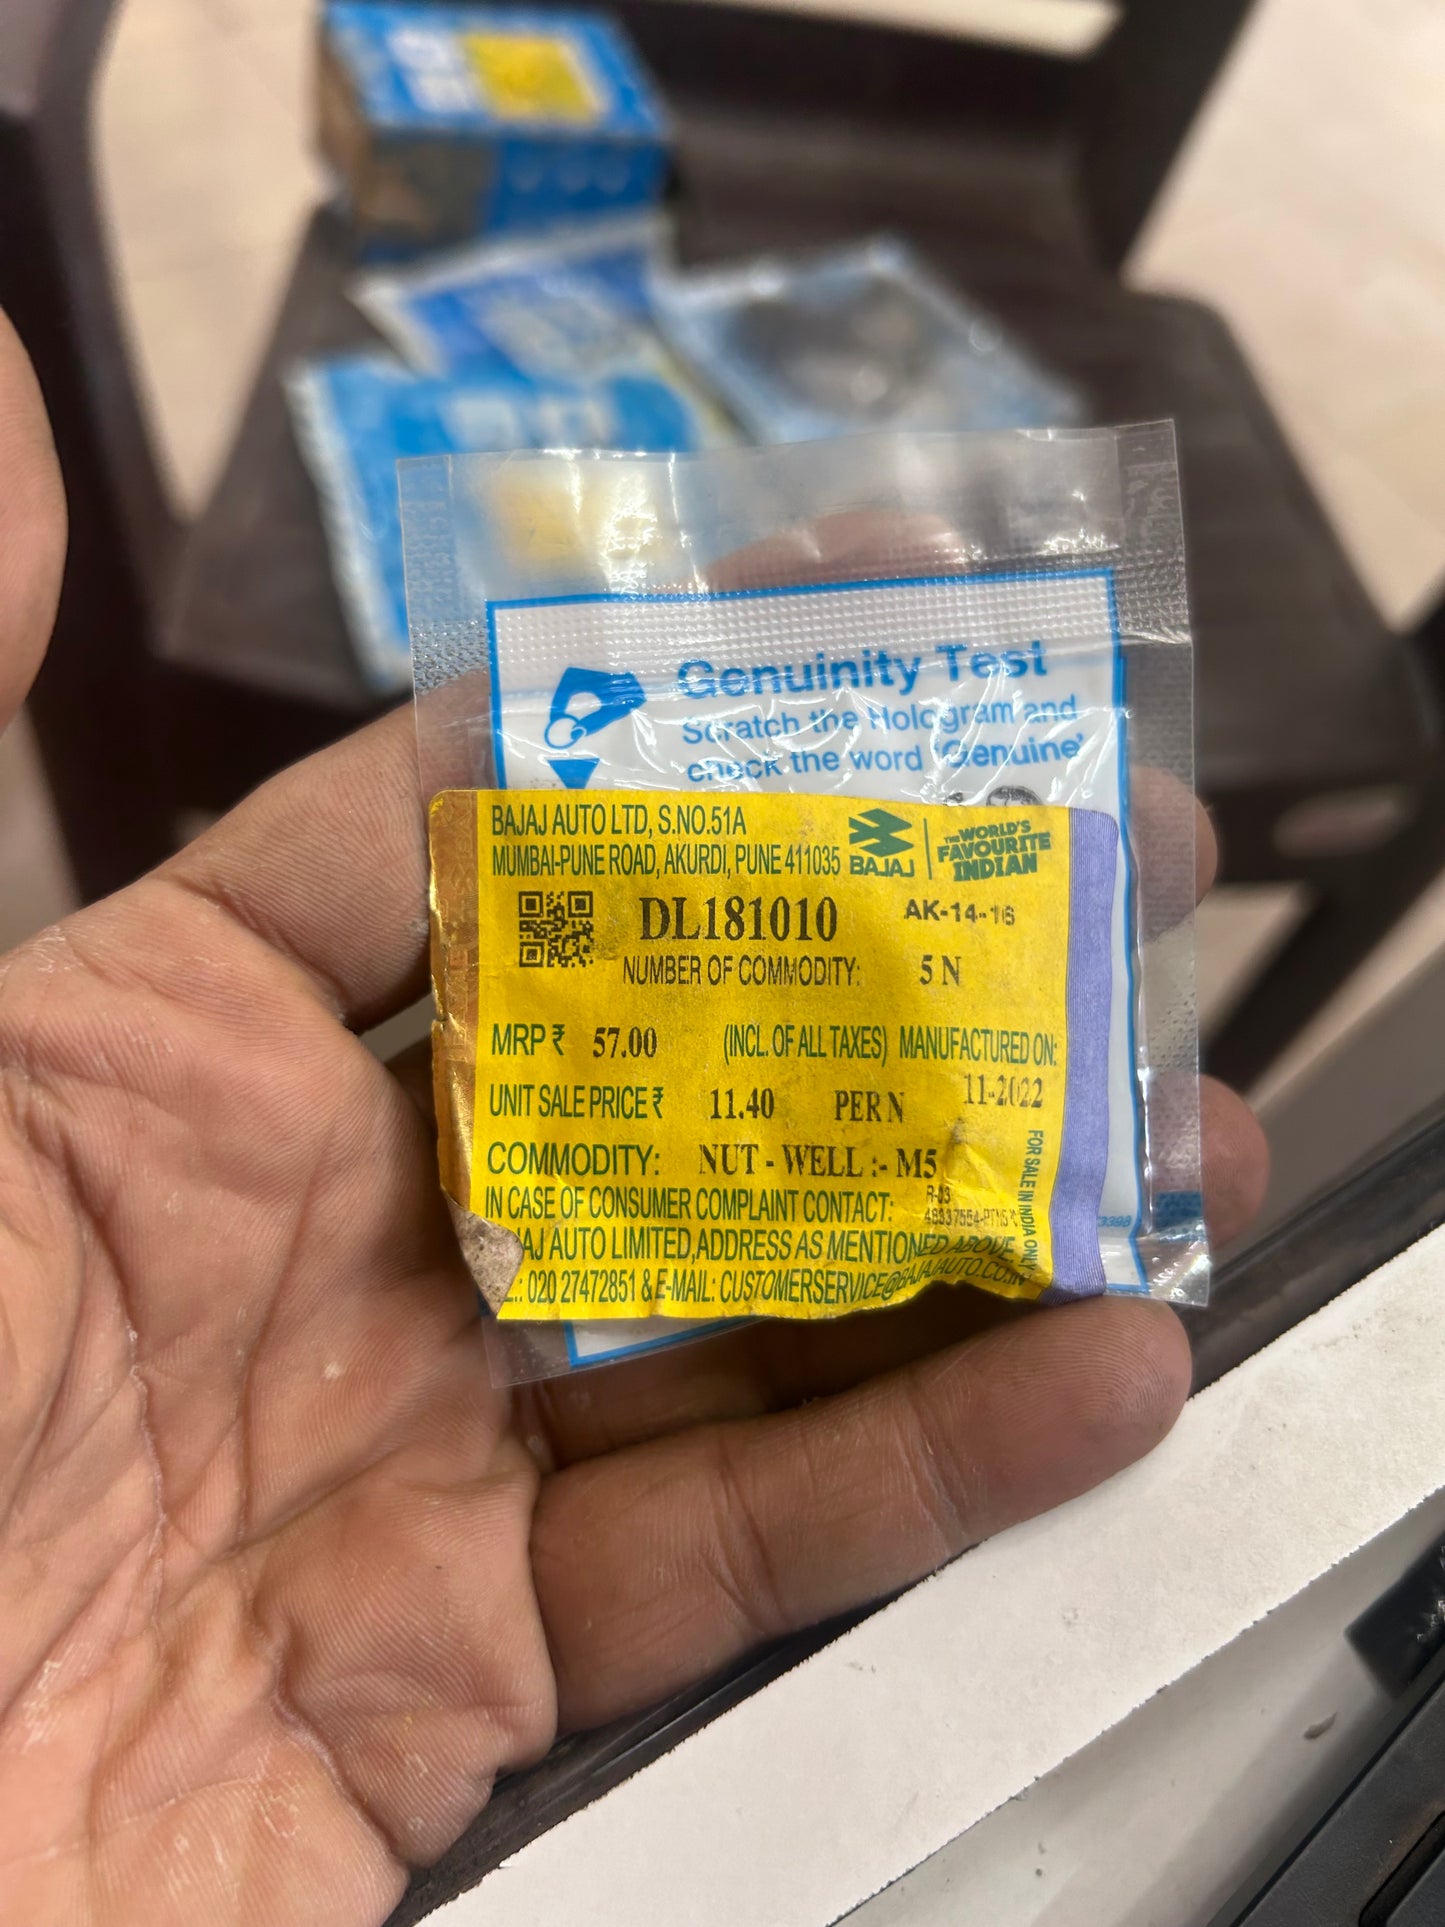 Genuinity Test
Scratch the Hologram and
check the word 'Genuine'
BAJAJ AUTO LTD, S.NO.51A
MUMBAI-PUNE ROAD, AKURDI, PUNE 411035
BAJAJ
THE WORLD'S
FAVOURITE
INDIAN
DL181010
AK-14-16
NUMBER OF COMMODITY: 5 N
MRP ₹ 57.00 (INCL. OF ALL TAXES) MANUFACTURED ON:
11-2022
UNIT SALE PRICE ₹ 11.40 PER N
COMMODITY: NUT - WELL :- M5
IN CASE OF CONSUMER COMPLAINT CONTACT:
R-03
AJ AUTO LIMITED,ADDRESS AS MENTIONED ABOVE,
.: 020 27472851 & E-MAIL: CUSTOMERSERVICE@BAJAJAUTO.CO.IN
FOR SALE IN INDIA ONLY